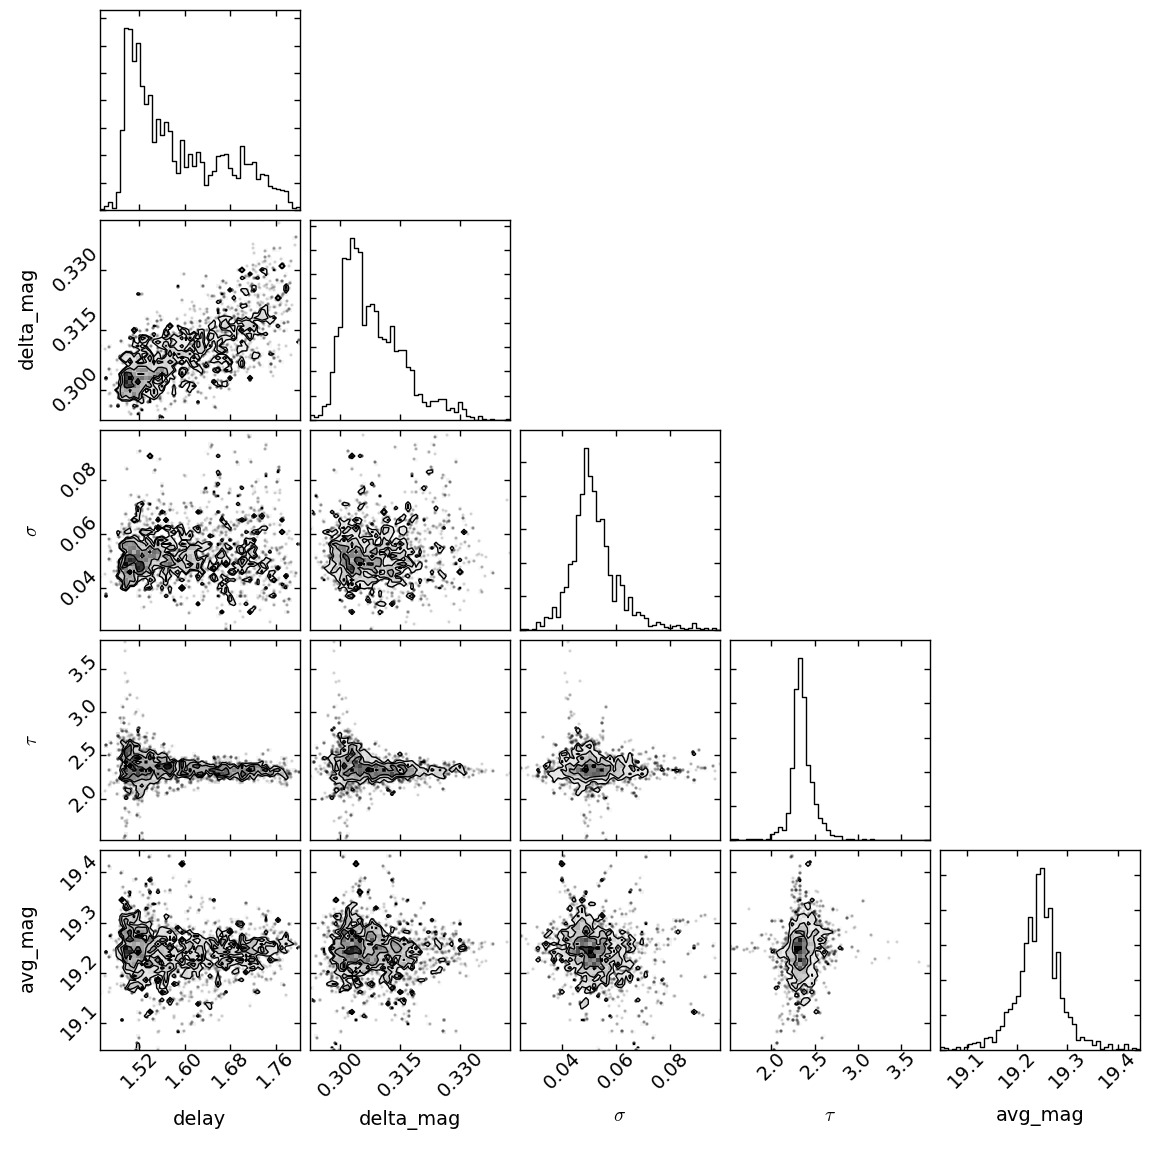 delta_mag
0.330
0.315
0.300
σ
0.08
0.06
0.04
τ
3.5
3.0
2.5
2.0
avg_mag
19.4
19.3
19.2
19.1
1.52 1.60 1.68 1.76
0.300 0.315 0.330
0.04 0.06 0.08
2.0 2.5 3.0 3.5
19.1 19.2 19.3 19.4
delay delta_mag σ τ avg_mag